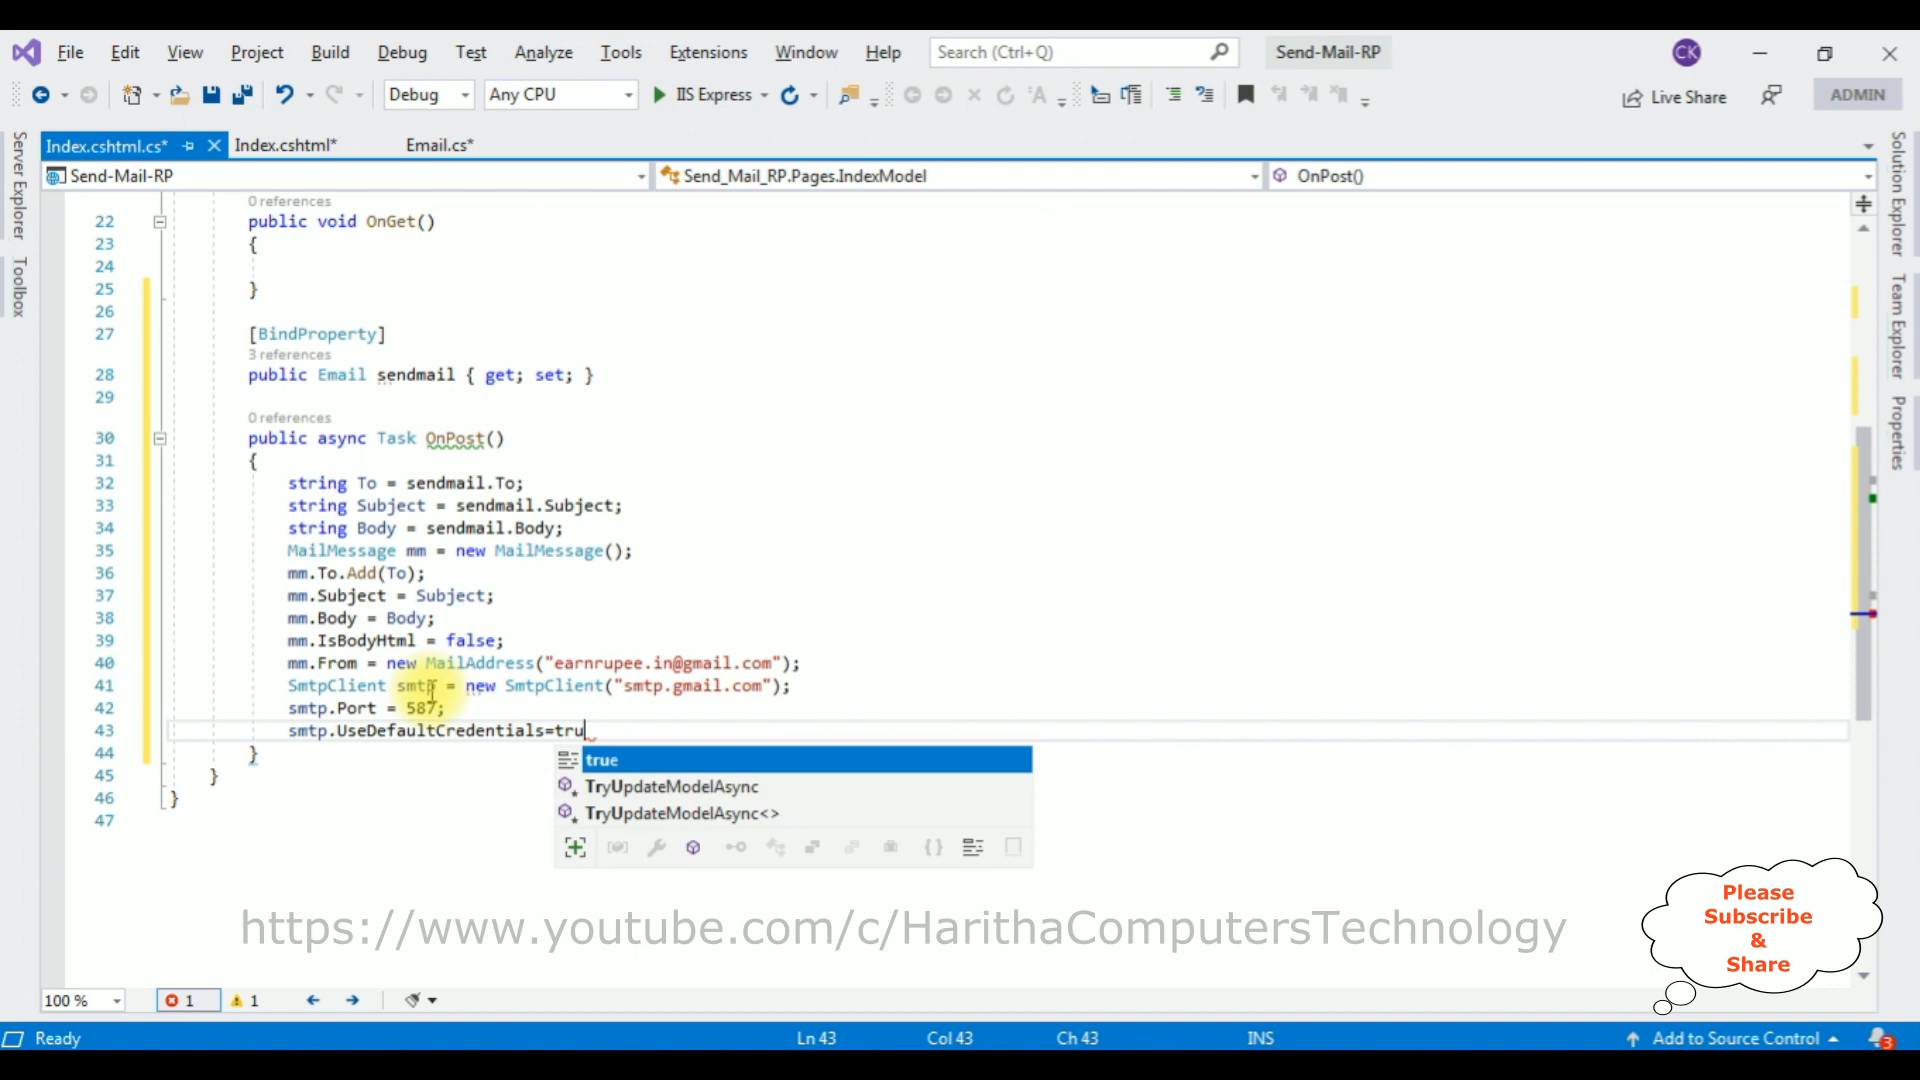 File Edit View Project Build Debug Test Analyze Tools Extensions Window Help Search (Ctrl+Q) Send-Mail-RP CK
Debug Any CPU IIS Express Live Share ADMIN
Index.cshtml.cs* Index.cshtml* Email.cs*
Send-Mail-RP Send_Mail_RP.Pages.IndexModel OnPost()
Server Explorer
Toolbox
Solution Explorer
Team Explorer
Properties
0 references
22 public void OnGet()
23 {
24
25 }
26
27 [BindProperty]
3 references
28 public Email sendmail { get; set; }
29
0 references
30 public async Task OnPost()
31 {
32 string To = sendmail.To;
33 string Subject = sendmail.Subject;
34 string Body = sendmail.Body;
35 MailMessage mm = new MailMessage();
36 mm.To.Add(To);
37 mm.Subject = Subject;
38 mm.Body = Body;
39 mm.IsBodyHtml = false;
40 mm.From = new MailAddress("earnrupee.in@gmail.com");
41 SmtpClient smtp = new SmtpClient("smtp.gmail.com");
42 smtp.Port = 587;
43 smtp.UseDefaultCredentials=tru
44 }
45 }
46 }
47
true
TryUpdateModelAsync
TryUpdateModelAsync<>
https://www.youtube.com/c/HarithaComputersTechnology
Please
Subscribe
&
Share
100 % 1 1
Ready Ln 43 Col 43 Ch 43 INS Add to Source Control 3